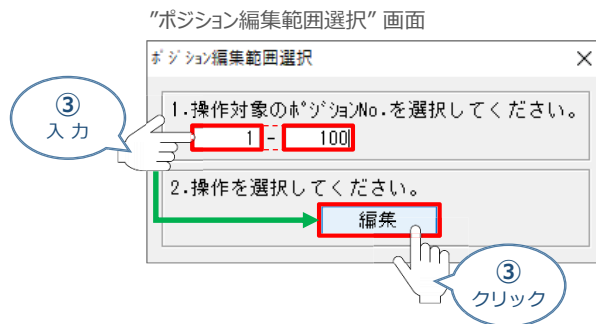 ”ポジション編集範囲選択” 画面
ﾎﾟｼﾞｼｮﾝ編集範囲選択
1.操作対象のﾎﾟｼﾞｼｮﾝNo.を選択してください。
③
入力
1 - 100
2.操作を選択してください。
編集
③
クリック